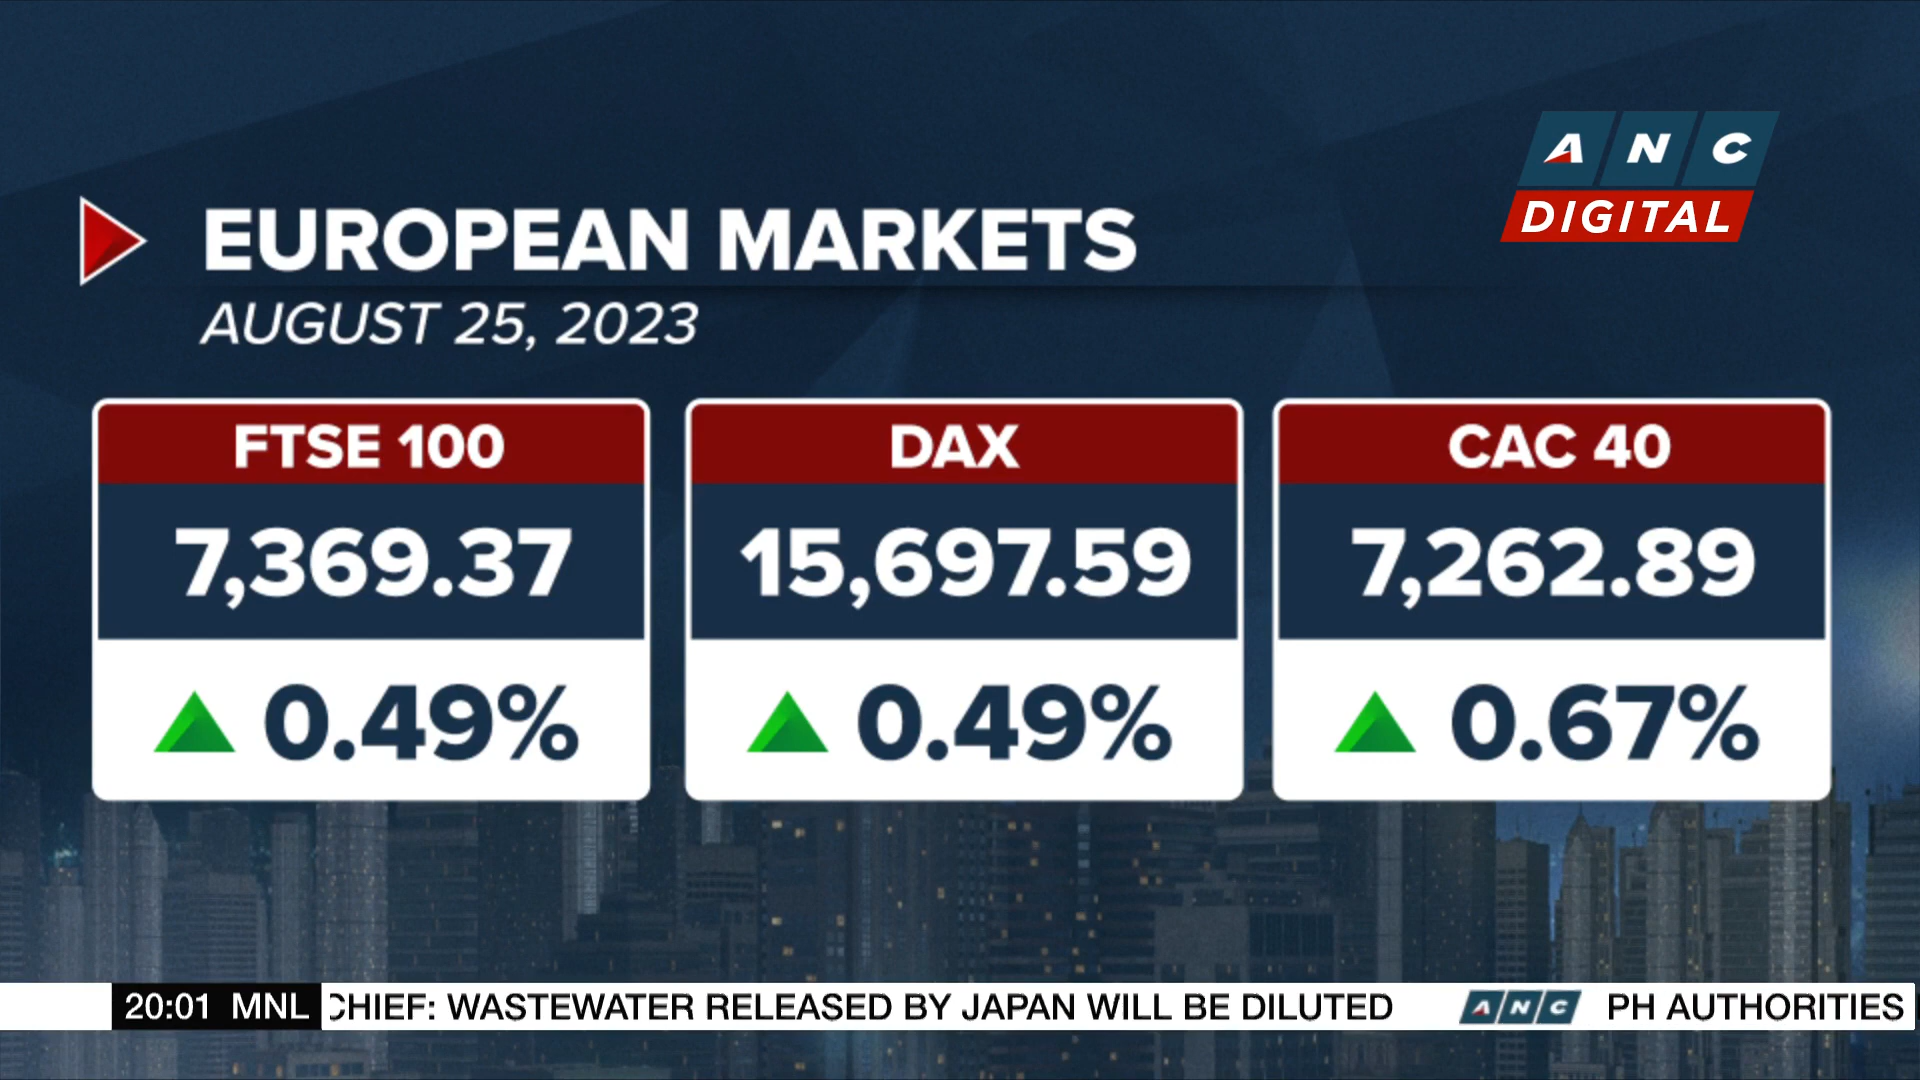 ANC
DIGITAL
EUROPEAN MARKETS
AUGUST 25, 2023
FTSE 100
7,369.37
0.49%
DAX
15,697.59
0.49%
CAC 40
7,262.89
0.67%
20:01 MNL CHIEF: WASTEWATER RELEASED BY JAPAN WILL BE DILUTED ANC PH AUTHORITIES